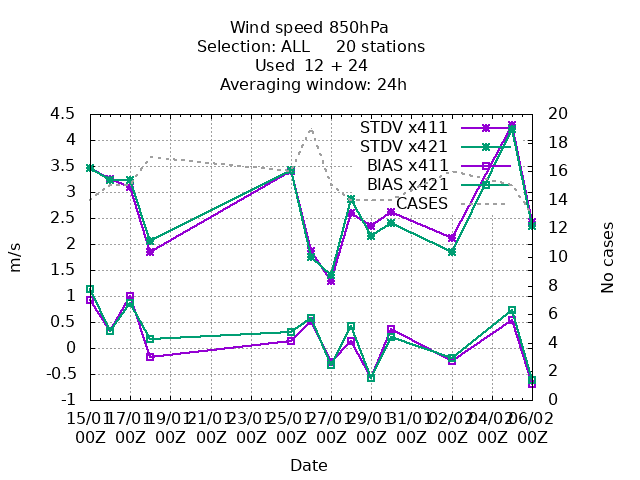 Wind speed 850hPa
Selection: ALL 20 stations
Used 12 + 24
Averaging window: 24h
4.5
4
3.5
3
2.5
2
1.5
1
0.5
0
-0.5
-1
m/s
STDV x411
STDV x421
BIAS x411
BIAS x421
CASES
20
18
16
14
12
10
8
6
4
2
0
No cases
15/01 17/01 19/01 21/01 23/01 25/01 27/01 29/01 31/01 02/02 04/02 06/02
00Z 00Z 00Z 00Z 00Z 00Z 00Z 00Z 00Z 00Z 00Z 00Z
Date